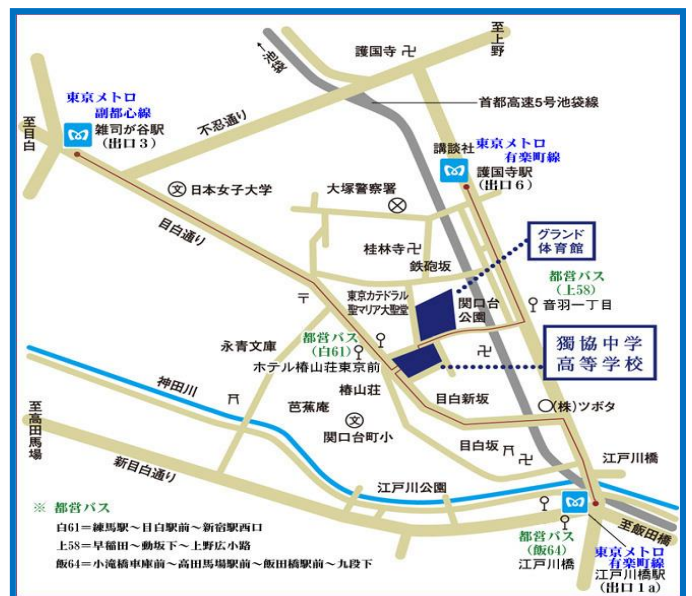 至上野
←池袋
護国寺
首都高速5号池袋線
東京メトロ
副都心線
雑司が谷駅
(出口3)
至目白
不忍通り
講談社
東京メトロ
有楽町線
護国寺駅
(出口6)
文
日本女子大学
大塚警察署
目白通り
桂林寺
鉄砲坂
グランド
体育館
都営バス
(上58)
音羽一丁目
東京カテドラル
聖マリア大聖堂
関口台
公園
〒
永青文庫
都営バス
(白61)
ホテル椿山荘東京前
獨協中学
高等学校
神田川
椿山荘
芭蕉庵
文
関口台町小
目白新坂
(株)ツボタ
至高田馬場
新目白通り
目白坂
江戸川橋
江戸川公園
至飯田橋
都営バス
(飯64)
江戸川橋
東京メトロ
有楽町線
江戸川橋駅
(出口1a)
※ 都営バス
白61=練馬駅~目白駅前~新宿駅西口
上58=早稲田~動坂下~上野広小路
飯64=小滝橋車庫前~高田馬場駅前~飯田橋駅前~九段下